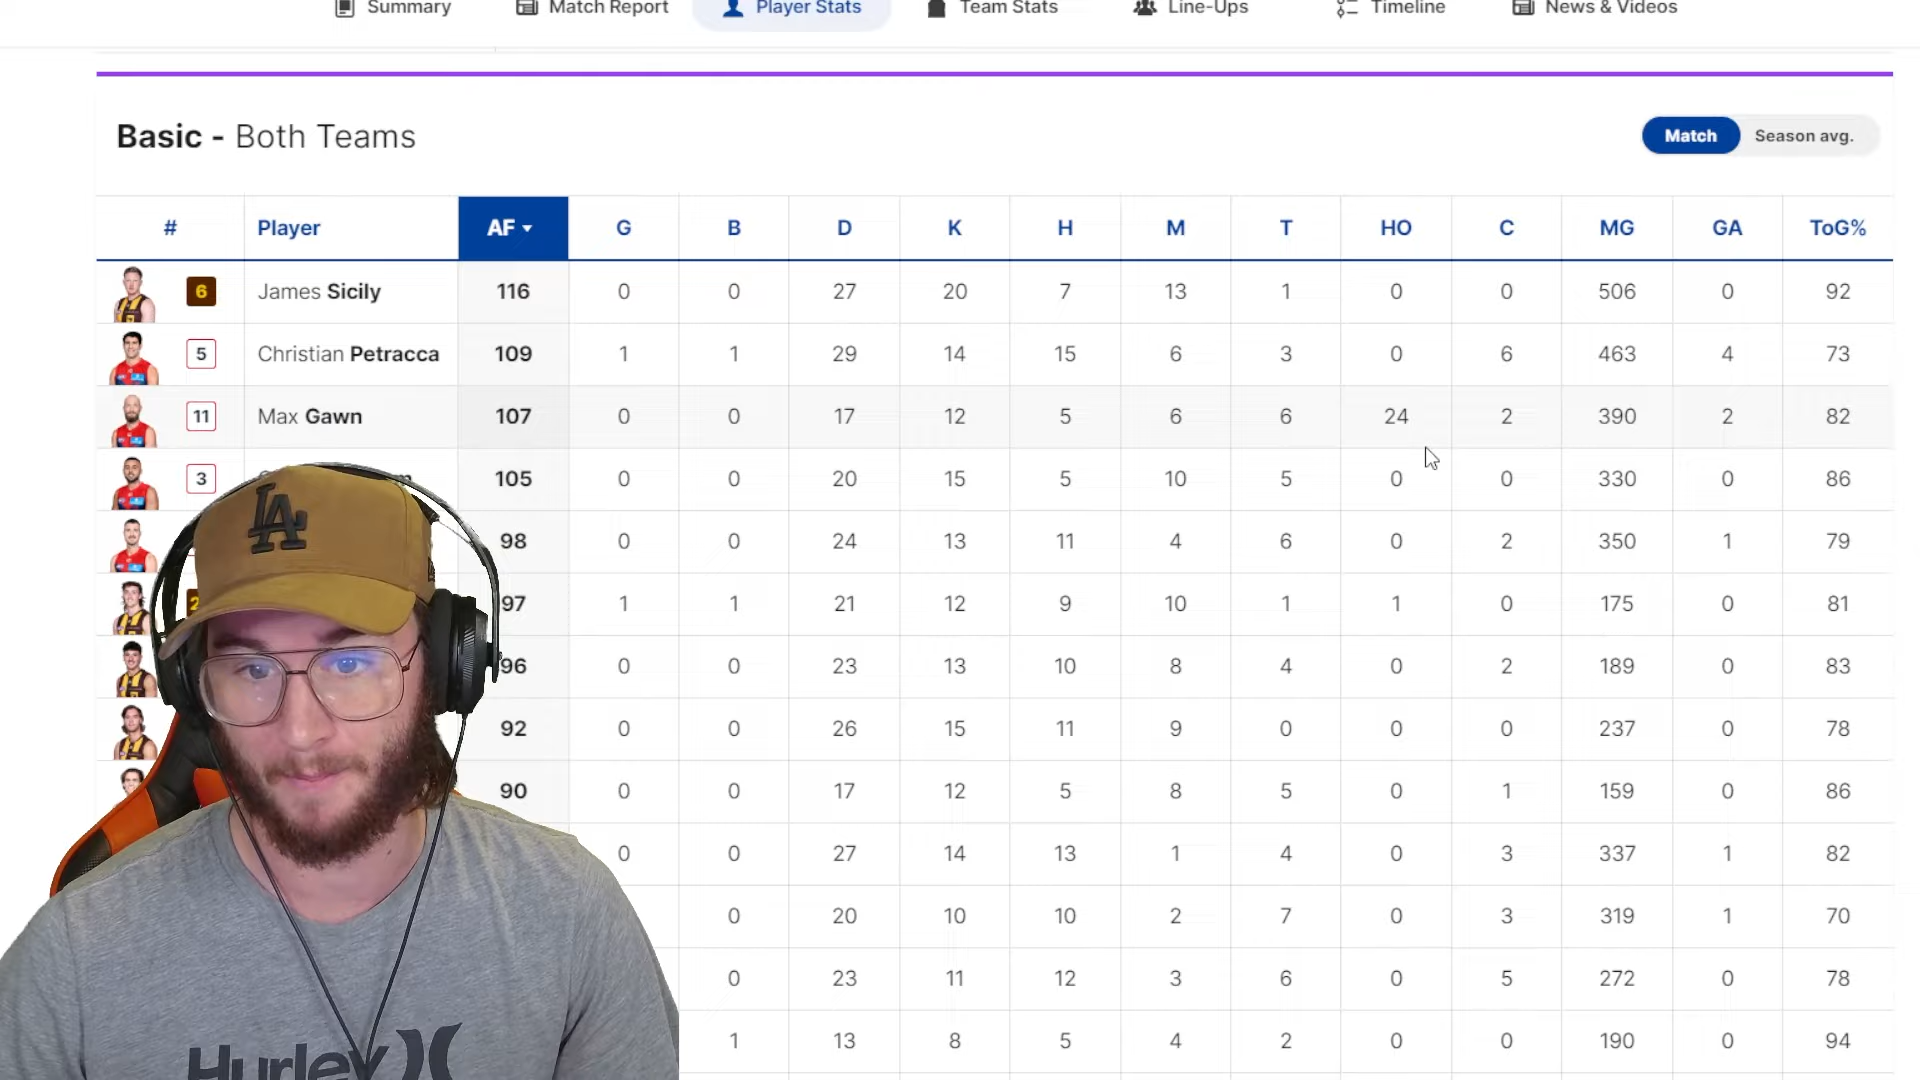 Summary Match Report Player Stats Team Stats Line-Ups Timeline News & Videos
Basic - Both Teams
Match Season avg.
# Player AF G B D K H M T HO C MG GA ToG%
6 James Sicily 116 0 0 27 20 7 13 1 0 0 506 0 92
5 Christian Petracca 109 1 1 29 14 15 6 3 0 6 463 4 73
11 Max Gawn 107 0 0 17 12 5 6 6 24 2 390 2 82
3 105 0 0 20 15 5 10 5 0 0 330 0 86
98 0 0 24 13 11 4 6 0 2 350 1 79
97 1 1 21 12 9 10 1 1 0 175 0 81
96 0 0 23 13 10 8 4 0 2 189 0 83
92 0 0 26 15 11 9 0 0 0 237 0 78
90 0 0 17 12 5 8 5 0 1 159 0 86
0 0 27 14 13 1 4 0 3 337 1 82
0 20 10 10 2 7 0 3 319 1 70
0 23 11 12 3 6 0 5 272 0 78
1 13 8 5 4 2 0 0 190 0 94
LA
Hurley